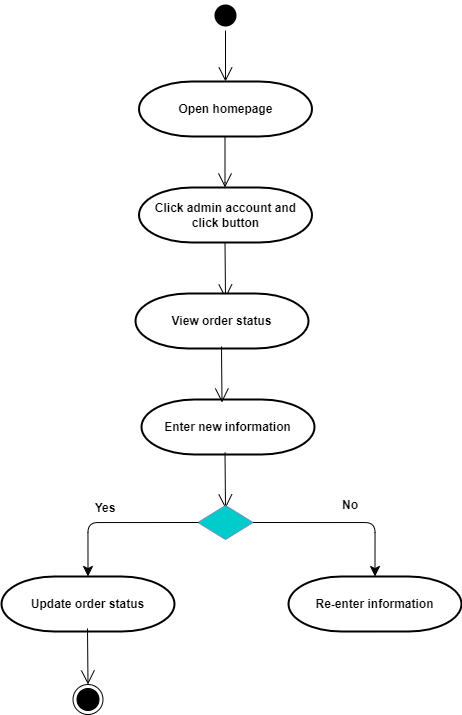 Open homepage
Click admin account and
click button
View order status
Enter new information
Yes
No
Update order status
Re-enter information